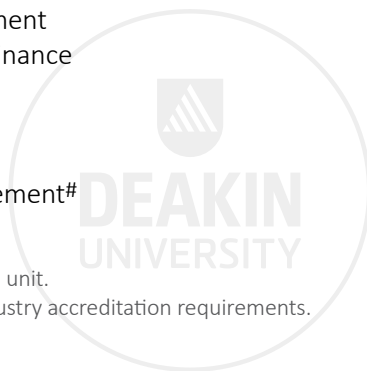 ment
nance
ement#
DEAKIN
UNIVERSITY
unit.
ustry accreditation requirements.